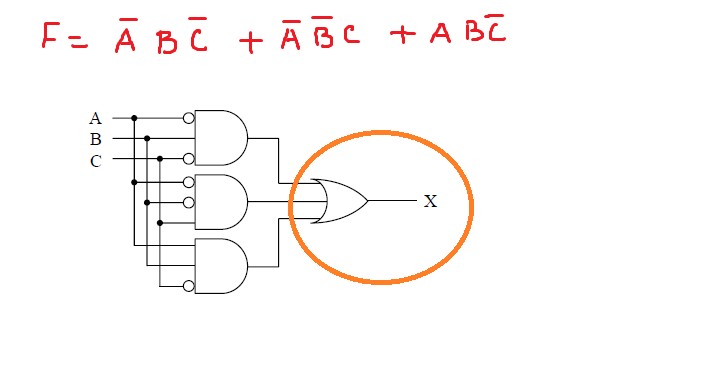 F = A̅ B C̅ + A̅ B̅ C + A B C̅
A
B
C
X